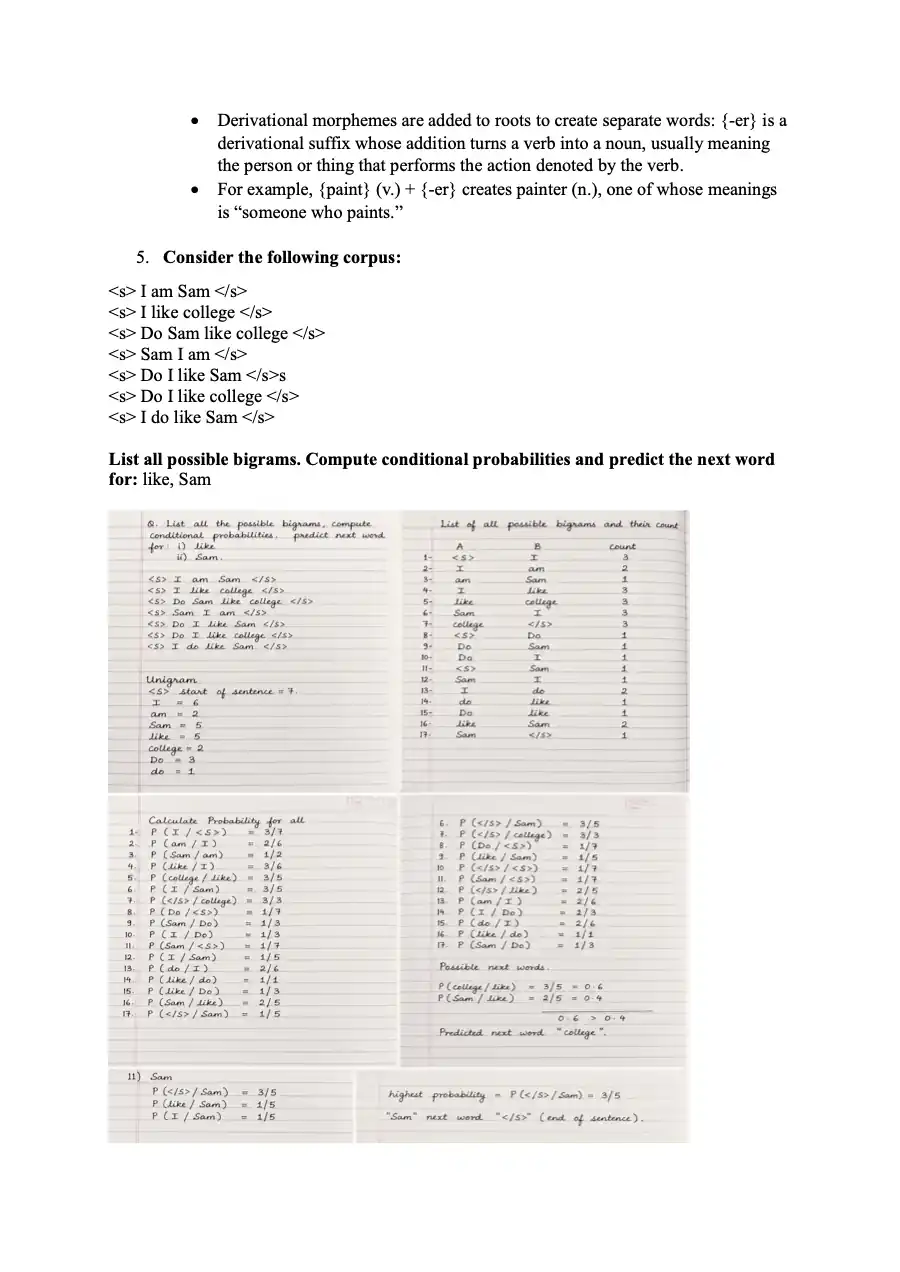 • Derivational morphemes are added to roots to create separate words: {-er} is a
derivational suffix whose addition turns a verb into a noun, usually meaning
the person or thing that performs the action denoted by the verb.
• For example, {paint} (v.) + {-er} creates painter (n.), one of whose meanings
is “someone who paints.”
5. Consider the following corpus:
<s> I am Sam </s>
<s> I like college </s>
<s> Do Sam like college </s>
<s> Sam I am </s>
<s> Do I like Sam </s>s
<s> Do I like college </s>
<s> I do like Sam </s>
List all possible bigrams. Compute conditional probabilities and predict the next word
for: like, Sam
Q. List all the possible bigrams, compute
conditional probabilities, predict next word
for: i) like
ii) Sam.
<S> I am Sam </S>
<S> I like college </S>
<S> Do Sam like college </S>
<S> Sam I am </S>
<S> Do I like Sam </S>
<S> Do I like college </S>
<S> I do like Sam </S>
Unigram
<S> start of sentence = 7.
I = 6
am = 2
Sam = 5
like = 5
college = 2
Do = 3
do = 1
List of all possible bigrams and their count
A B count
1- <S> I 3
2- I am 2
3- am Sam 1
4- I like 3
5- like college 3
6- Sam I 3
7- college </S> 3
8- <S> Do 1
9- Do Sam 1
10- Do I 1
11- <S> Sam 1
12- Sam I 1
13- I do 2
14- do like 1
15- Do like 1
16- like Sam 2
17- Sam </S> 1
Calculate Probability for all
1- P (I / <S>) = 3/7
2. P (am / I) = 2/6
3. P (Sam / am) = 1/2
4. P (like / I) = 3/6
5. P (college / like) = 3/5
6. P (I / Sam) = 3/5
7. P (</S> / college) = 3/3
8. P (Do / <S>) = 1/7
9. P (Sam / Do) = 1/3
10. P (I / Do) = 1/3
11. P (Sam / <S>) = 1/7
12. P (I / Sam) = 1/5
13. P (do / I) = 2/6
14. P (like / do) = 1/1
15. P (like / Do) = 1/3
16. P (Sam / like) = 2/5
17. P (</S> / Sam) = 1/5
6. P (</S> / Sam) = 3/5
7. P (</S> / college) = 3/3
8. P (Do / <S>) = 1/7
9. P (like / Sam) = 1/5
10 P (</S> / <S>) = 1/7
11. P (Sam / <S>) = 1/7
12. P (</S> / like) = 2/5
13. P (am / I) = 2/6
14. P (I / Do) = 2/3
15. P (do / I) = 2/6
16. P (like / do) = 1/1
17. P (Sam / Do) = 1/3
Possible next words.
P (college / like) = 3/5 = 0.6
P (Sam / like) = 2/5 = 0.4
0.6 > 0.4
Predicted next word "college".
11) Sam
P (</S> / Sam) = 3/5
P (like / Sam) = 1/5
P (I / Sam) = 1/5
highest probability = P (</S> / Sam) = 3/5
"Sam" next word "</S>" (end of sentence).